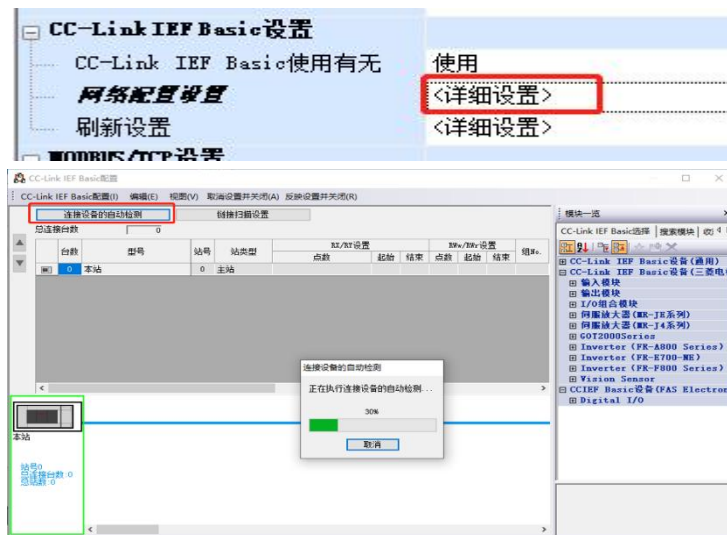 CC-Link IEF Basic设置
CC-Link IEF Basic使用有无 使用
网络配置设置 <详细设置>
刷新设置 <详细设置>
MODBUS/TCP设置
CC-Link IEF Basic配置
CC-Link IEF Basic配置(I) 编辑(E) 视图(V) 取消设置并关闭(A) 反映设置并关闭(R)
连接设备的自动检测 链接扫描设置
总连接台数 0
台数 型号 站号 站类型 RX/RY设置 RWw/RWr设置 组No.
点数 起始 结束 点数 起始 结束
0 本站 0 主站
连接设备的自动检测
正在执行连接设备的自动检测...
30%
取消
本站
站号0
总连接台数:0
总站数:0
模块一览
CC-Link IEF Basic选择 搜索模块
CC-Link IEF Basic设备(通用)
CC-Link IEF Basic设备(三菱电
输入模块
输出模块
I/O组合模块
伺服放大器(MR-JE系列)
伺服放大器(MR-J4系列)
GOT2000Series
Inverter (FR-A800 Series)
Inverter (FR-E700-NE)
Inverter (FR-F800 Series)
Vision Sensor
CCIEF Basic设备(FAS Electron
Digital I/O